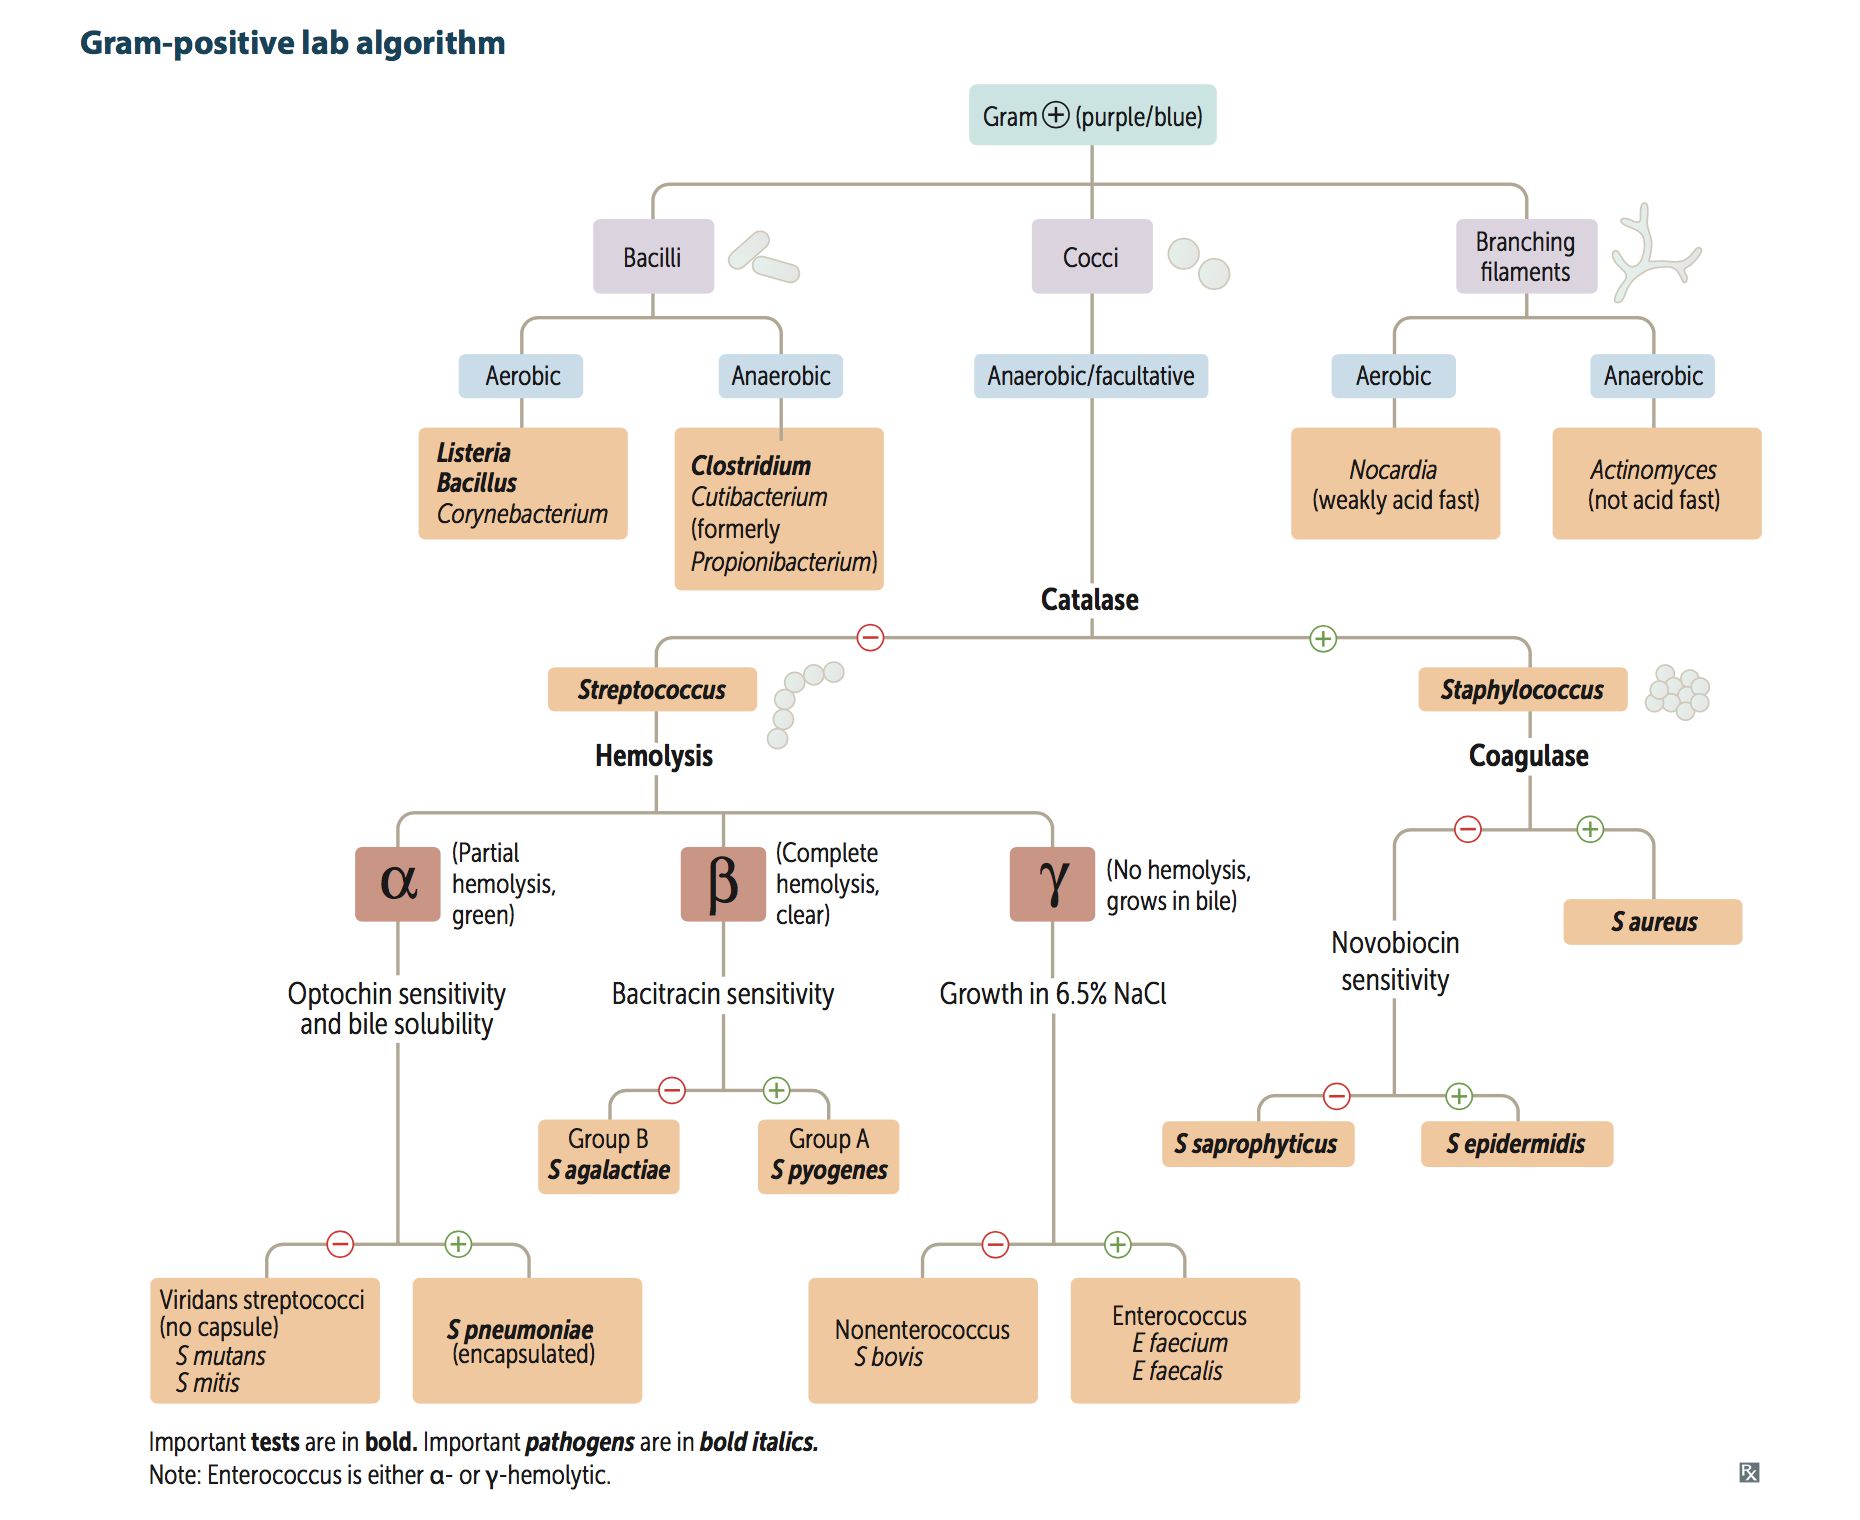 Gram-positive lab algorithm
Gram ⊕ (purple/blue)
Bacilli
Cocci
Branching
filaments
Aerobic
Anaerobic
Anaerobic/facultative
Aerobic
Anaerobic
Listeria
Bacillus
Corynebacterium
Clostridium
Cutibacterium
(formerly
Propionibacterium)
Nocardia
(weakly acid fast)
Actinomyces
(not acid fast)
Catalase
−
+
Streptococcus
Staphylococcus
Hemolysis
Coagulase
−
+
α
(Partial
hemolysis,
green)
β
(Complete
hemolysis,
clear)
γ
(No hemolysis,
grows in bile)
S aureus
Novobiocin
sensitivity
Optochin sensitivity
and bile solubility
Bacitracin sensitivity
Growth in 6.5% NaCl
−
+
−
+
Group B
S agalactiae
Group A
S pyogenes
S saprophyticus
S epidermidis
−
+
−
+
Viridans streptococci
(no capsule)
S mutans
S mitis
S pneumoniae
(encapsulated)
Nonenterococcus
S bovis
Enterococcus
E faecium
E faecalis
Important tests are in bold. Important pathogens are in bold italics.
Note: Enterococcus is either α- or γ-hemolytic.
Rx